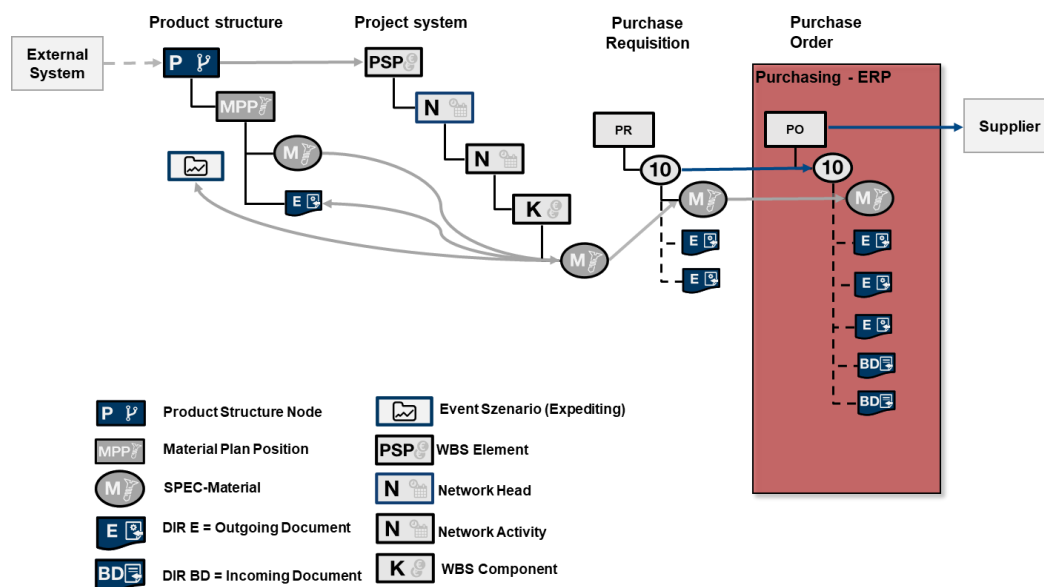 Product structure
Project system
Purchase
Requisition
Purchase
Order
External
System
P
PSP
Purchasing - ERP
MPP
N
PR
PO
Supplier
M
N
10
10
E
K
M
M
M
E
E
E
E
E
BD
BD
P
Product Structure Node
Event Szenario (Expediting)
MPP
Material Plan Position
PSP
WBS Element
M
SPEC-Material
N
Network Head
E
DIR E = Outgoing Document
N
Network Activity
BD
DIR BD = Incoming Document
K
WBS Component